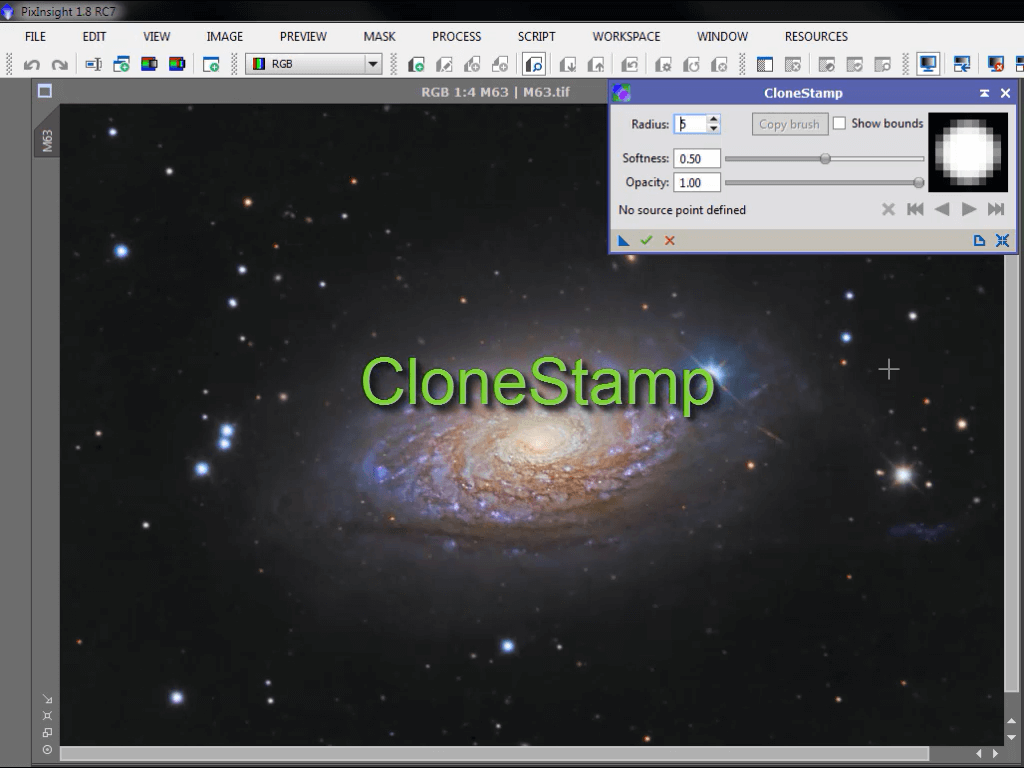 PixInsight 1.8 RC7
FILE EDIT VIEW IMAGE PREVIEW MASK PROCESS SCRIPT WORKSPACE WINDOW RESOURCES
RGB
RGB 1:4 M63 | M63.tif
M63
CloneStamp
Radius: 5 Copy brush Show bounds
Softness: 0.50
Opacity: 1.00
No source point defined
CloneStamp